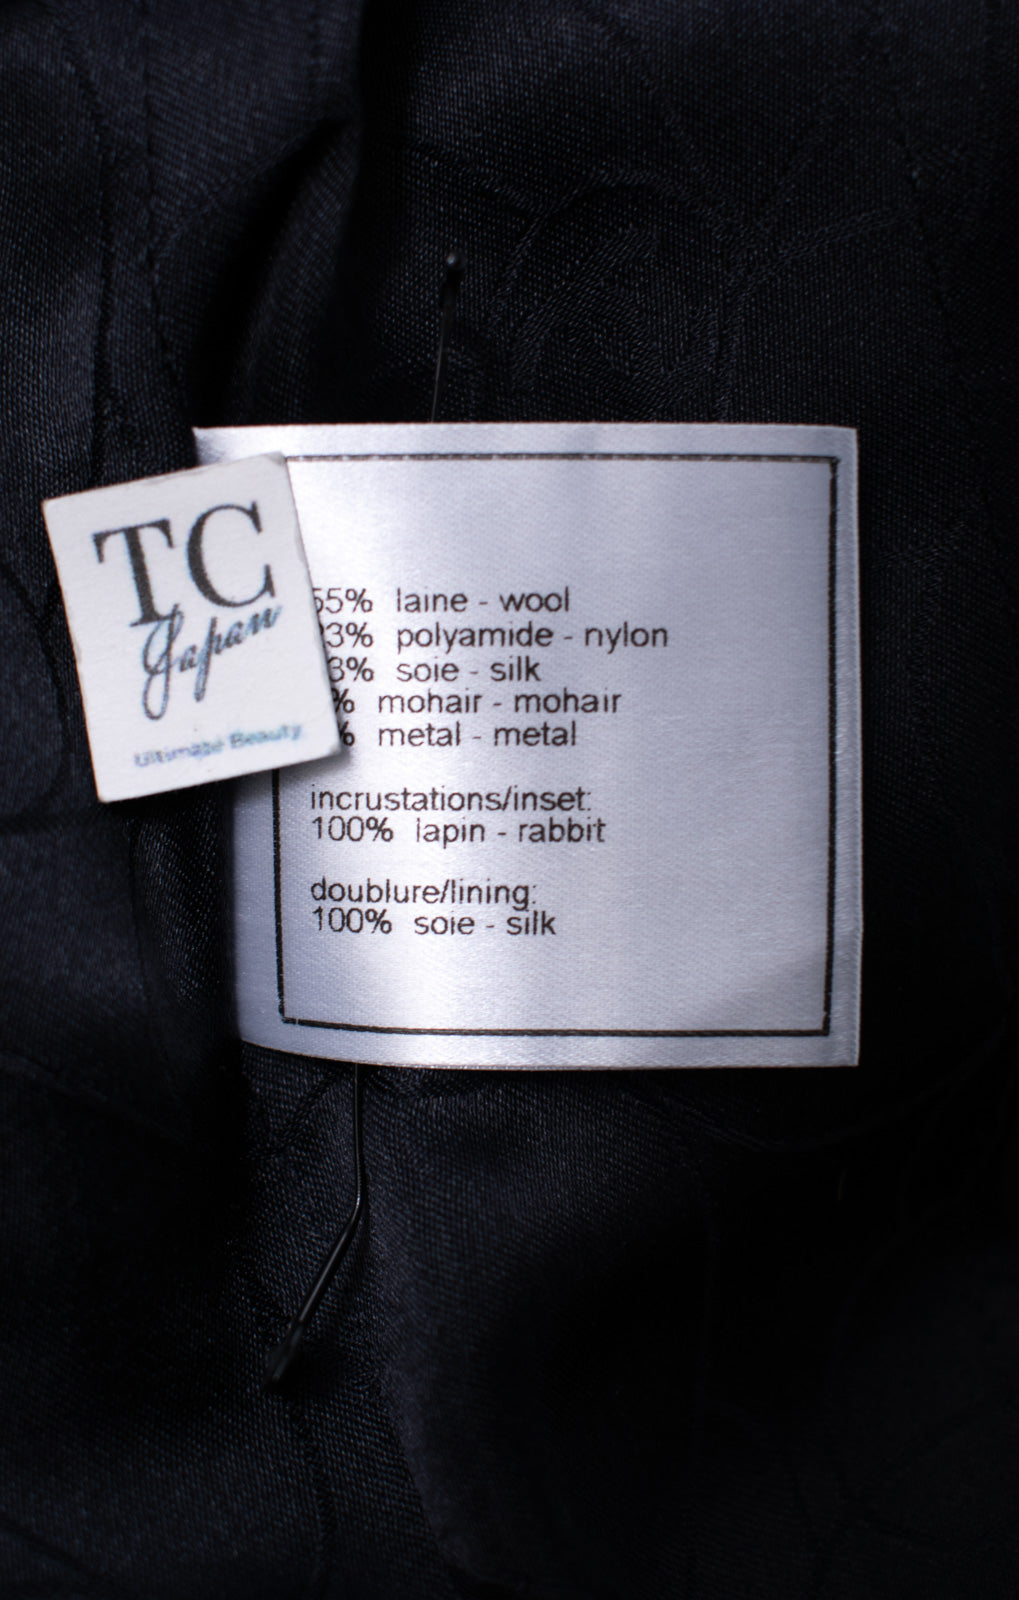 TC
Japan
Ultimate Beauty
55% laine - wool
3% polyamide - nylon
3% soie - silk
% mohair - mohair
% metal - metal
incrustations/inset:
100% lapin - rabbit
doublure/lining:
100% soie - silk